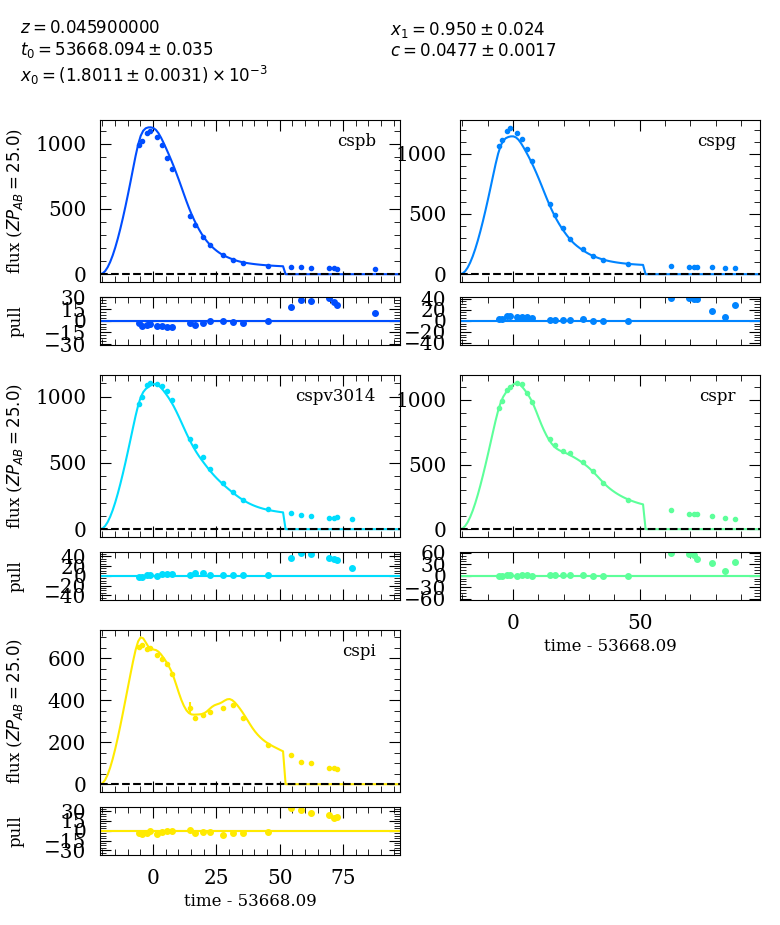 z = 0.045900000
t₀ = 53668.094 ± 0.035
x₀ = (1.8011 ± 0.0031) × 10⁻³
x₁ = 0.950 ± 0.024
c = 0.0477 ± 0.0017
flux (ZP_AB = 25.0)
1000
500
0
cspb
1000
500
0
cspg
pull
30
15
0
−15
−30
40
20
0
−20
−40
flux (ZP_AB = 25.0)
1000
500
0
cspv3014
1000
500
0
cspr
pull
40
20
0
−20
−40
60
30
0
−30
−60
0
50
time - 53668.09
flux (ZP_AB = 25.0)
600
400
200
0
cspi
pull
30
15
0
−15
−30
0
25
50
75
time - 53668.09